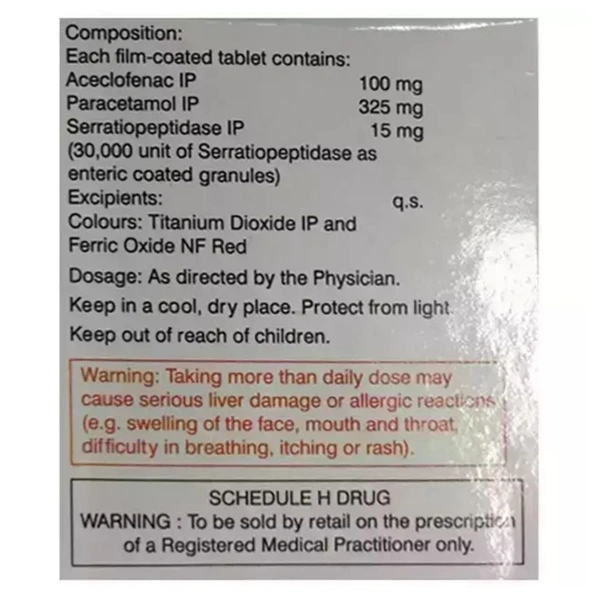 Composition:
Each film-coated tablet contains:
Aceclofenac IP 100 mg
Paracetamol IP 325 mg
Serratiopeptidase IP 15 mg
(30,000 unit of Serratiopeptidase as
enteric coated granules)
Excipients: q.s.
Colours: Titanium Dioxide IP and
Ferric Oxide NF Red
Dosage: As directed by the Physician.
Keep in a cool, dry place. Protect from light.
Keep out of reach of children.
Warning: Taking more than daily dose may
cause serious liver damage or allergic reactions
(e.g. swelling of the face, mouth and throat,
difficulty in breathing, itching or rash).
SCHEDULE H DRUG
WARNING : To be sold by retail on the prescription
of a Registered Medical Practitioner only.